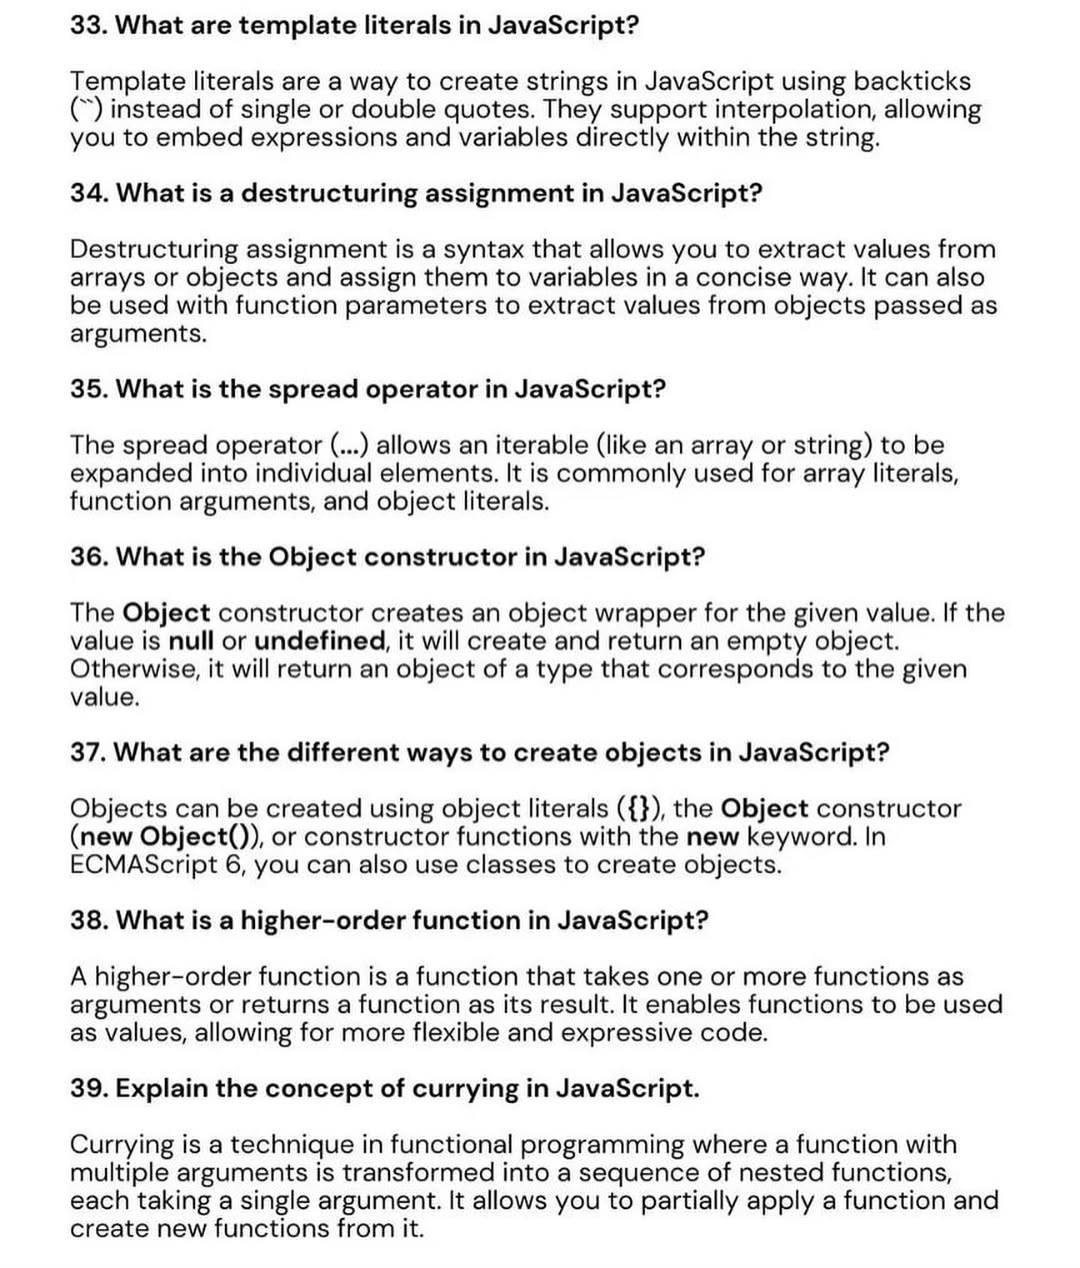 33. What are template literals in JavaScript?
Template literals are a way to create strings in JavaScript using backticks
(``) instead of single or double quotes. They support interpolation, allowing
you to embed expressions and variables directly within the string.
34. What is a destructuring assignment in JavaScript?
Destructuring assignment is a syntax that allows you to extract values from
arrays or objects and assign them to variables in a concise way. It can also
be used with function parameters to extract values from objects passed as
arguments.
35. What is the spread operator in JavaScript?
The spread operator (...) allows an iterable (like an array or string) to be
expanded into individual elements. It is commonly used for array literals,
function arguments, and object literals.
36. What is the Object constructor in JavaScript?
The Object constructor creates an object wrapper for the given value. If the
value is null or undefined, it will create and return an empty object.
Otherwise, it will return an object of a type that corresponds to the given
value.
37. What are the different ways to create objects in JavaScript?
Objects can be created using object literals ({}), the Object constructor
(new Object()), or constructor functions with the new keyword. In
ECMAScript 6, you can also use classes to create objects.
38. What is a higher-order function in JavaScript?
A higher-order function is a function that takes one or more functions as
arguments or returns a function as its result. It enables functions to be used
as values, allowing for more flexible and expressive code.
39. Explain the concept of currying in JavaScript.
Currying is a technique in functional programming where a function with
multiple arguments is transformed into a sequence of nested functions,
each taking a single argument. It allows you to partially apply a function and
create new functions from it.